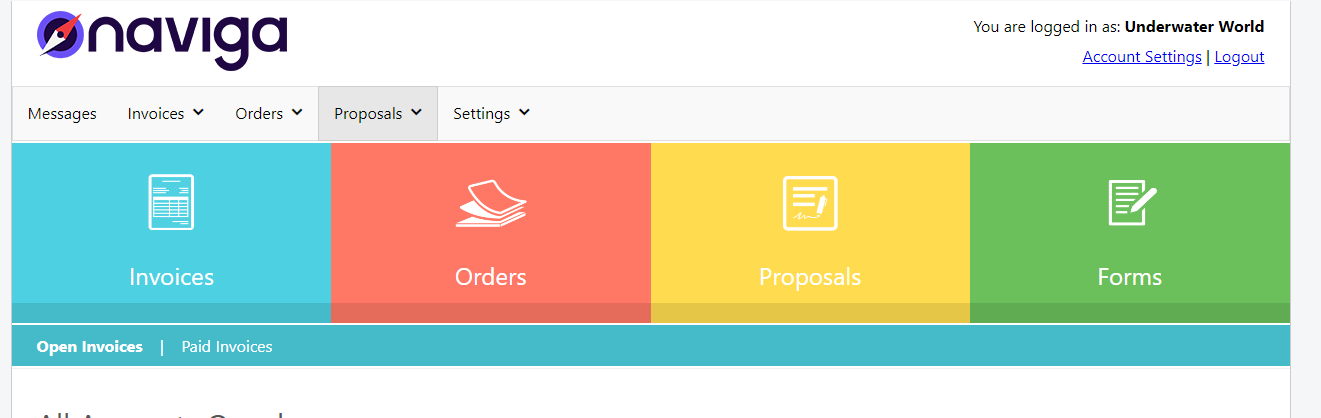 naviga
You are logged in as: Underwater World
Account Settings | Logout
Messages Invoices Orders Proposals Settings
Invoices
Orders
Proposals
Forms
Open Invoices | Paid Invoices